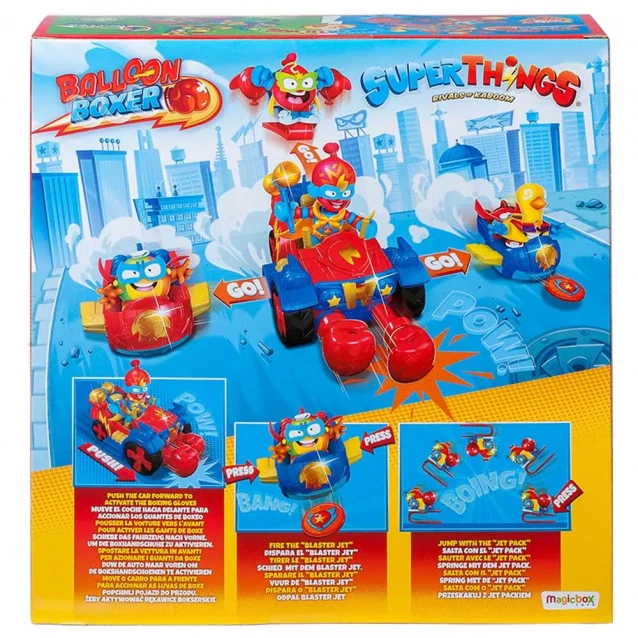 BALLOON
BOXER
SUPERTHINGS
RIVALS OF KABOOM
®
GO!
GO!
GO!
POW!
POW!
PUSH!
PUSH THE CAR FORWARD TO
ACTIVATE THE BOXING GLOVES
MUEVE EL COCHE HACIA DELANTE PARA
ACCIONAR LOS GUANTES DE BOXEO
POUSSER LA VOITURE VERS L'AVANT
POUR ACTIVER LES GANTS DE BOXE
SCHIEBE DAS FAHRZEUG NACH VORNE,
UM DIE BOXHANDSCHUHE ZU AKTIVIEREN.
SPOSTARE LA VETTURA IN AVANTI
PER AZIONARE I GUANTI DA BOXE
DUW DE AUTO NAAR VOREN OM
DE BOKSHANDSCHOENEN TE ACTIVEREN
MOVE O CARRO PARA A FRENTE
PARA ACCIONAR AS LUVAS DE BOXE
POPCHNIJ POJAZD DO PRZODU,
ŻEBY AKTYWOWAĆ RĘKAWICE BOKSERSKIE
PRESS
PRESS
BANG!
FIRE THE "BLASTER JET"
DISPARA EL "BLASTER JET"
TIRER LE "BLASTER JET"
SCHIEß MIT DEM BLASTER JET.
SPARARE IL "BLASTER JET"
VUUR DE "BLASTER JET"
DISPARA O "BLASTER JET"
ODPAL BLASTER JET
BOING!
PRESS
JUMP WITH THE "JET PACK"
SALTA CON EL "JET PACK"
SAUTER AVEC LE "JET PACK"
SPRINGE MIT DEM JET PACK.
SALTA CON IL "JET PACK"
SPRING MET DE "JET PACK"
SALTA COM O "JET PACK"
PRZESKAKUJ Z JET PACKIEM
magicbox
TOYS